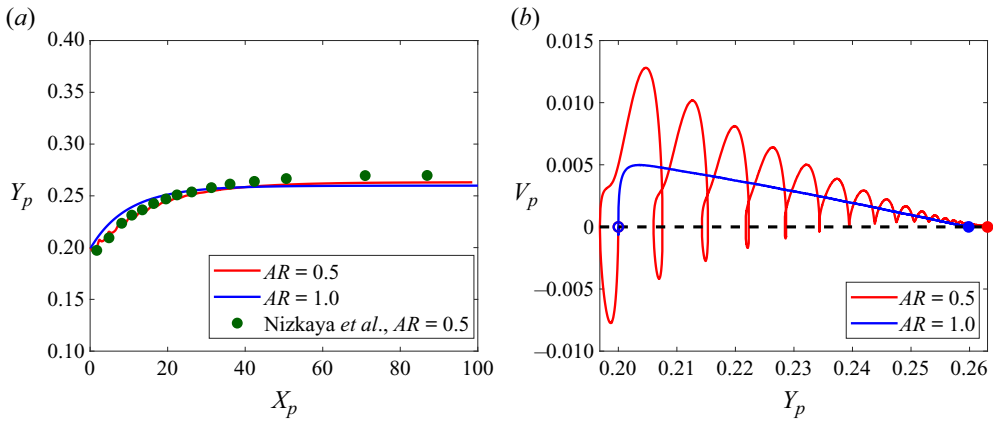 (a)
0.40
0.35
0.30
Y_p
0.25
0.20
0.15
0.10
AR = 0.5
AR = 1.0
Nizkaya et al., AR = 0.5
0 20 40 60 80 100
X_p
(b)
0.015
0.010
0.005
V_p
0
–0.005
–0.010
AR = 0.5
AR = 1.0
0.20 0.21 0.22 0.23 0.24 0.25 0.26
Y_p